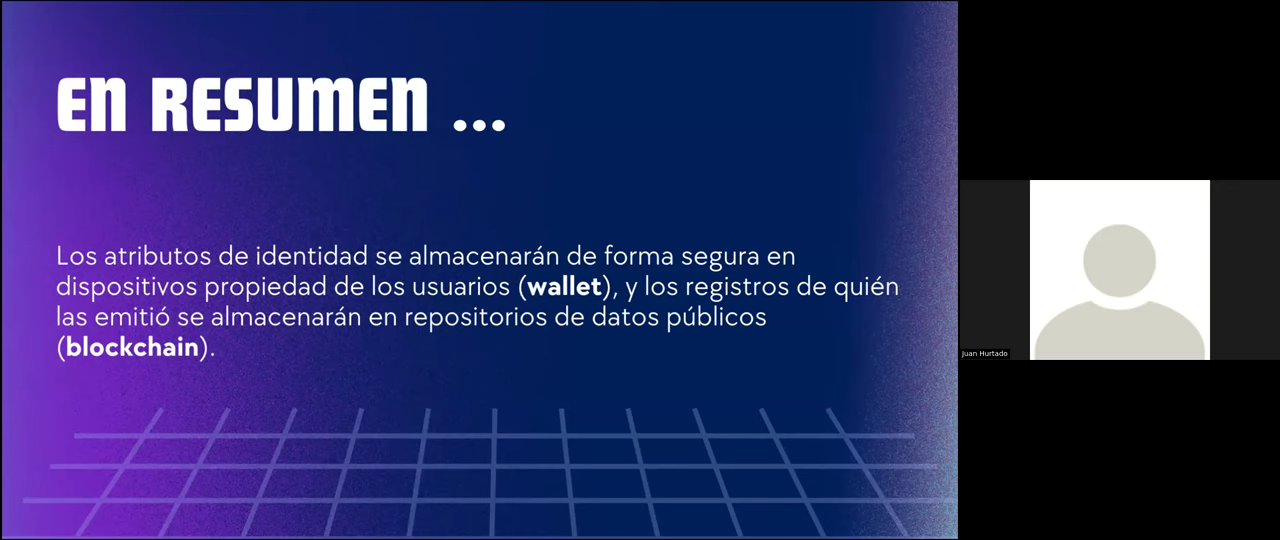 EN RESUMEN ...
Los atributos de identidad se almacenarán de forma segura en
dispositivos propiedad de los usuarios (wallet), y los registros de quién
las emitió se almacenarán en repositorios de datos públicos
(blockchain).
Juan Hurtado